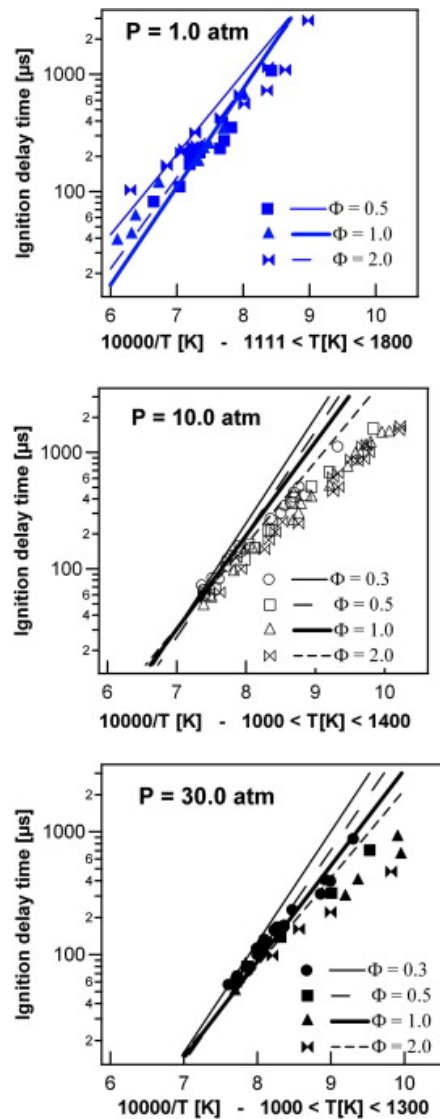 P = 1.0 atm
Ignition delay time [µs]
2
1000
6
4
2
100
6
4
2
Φ = 0.5
Φ = 1.0
Φ = 2.0
6 7 8 9 10
10000/T [K] - 1111 < T[K] < 1800
P = 10.0 atm
Ignition delay time [µs]
2
1000
6
4
2
100
6
4
2
Φ = 0.3
Φ = 0.5
Φ = 1.0
Φ = 2.0
6 7 8 9 10
10000/T [K] - 1000 < T[K] < 1400
P = 30.0 atm
Ignition delay time [µs]
2
1000
6
4
2
100
6
4
2
Φ = 0.3
Φ = 0.5
Φ = 1.0
Φ = 2.0
6 7 8 9 10
10000/T [K] - 1000 < T[K] < 1300